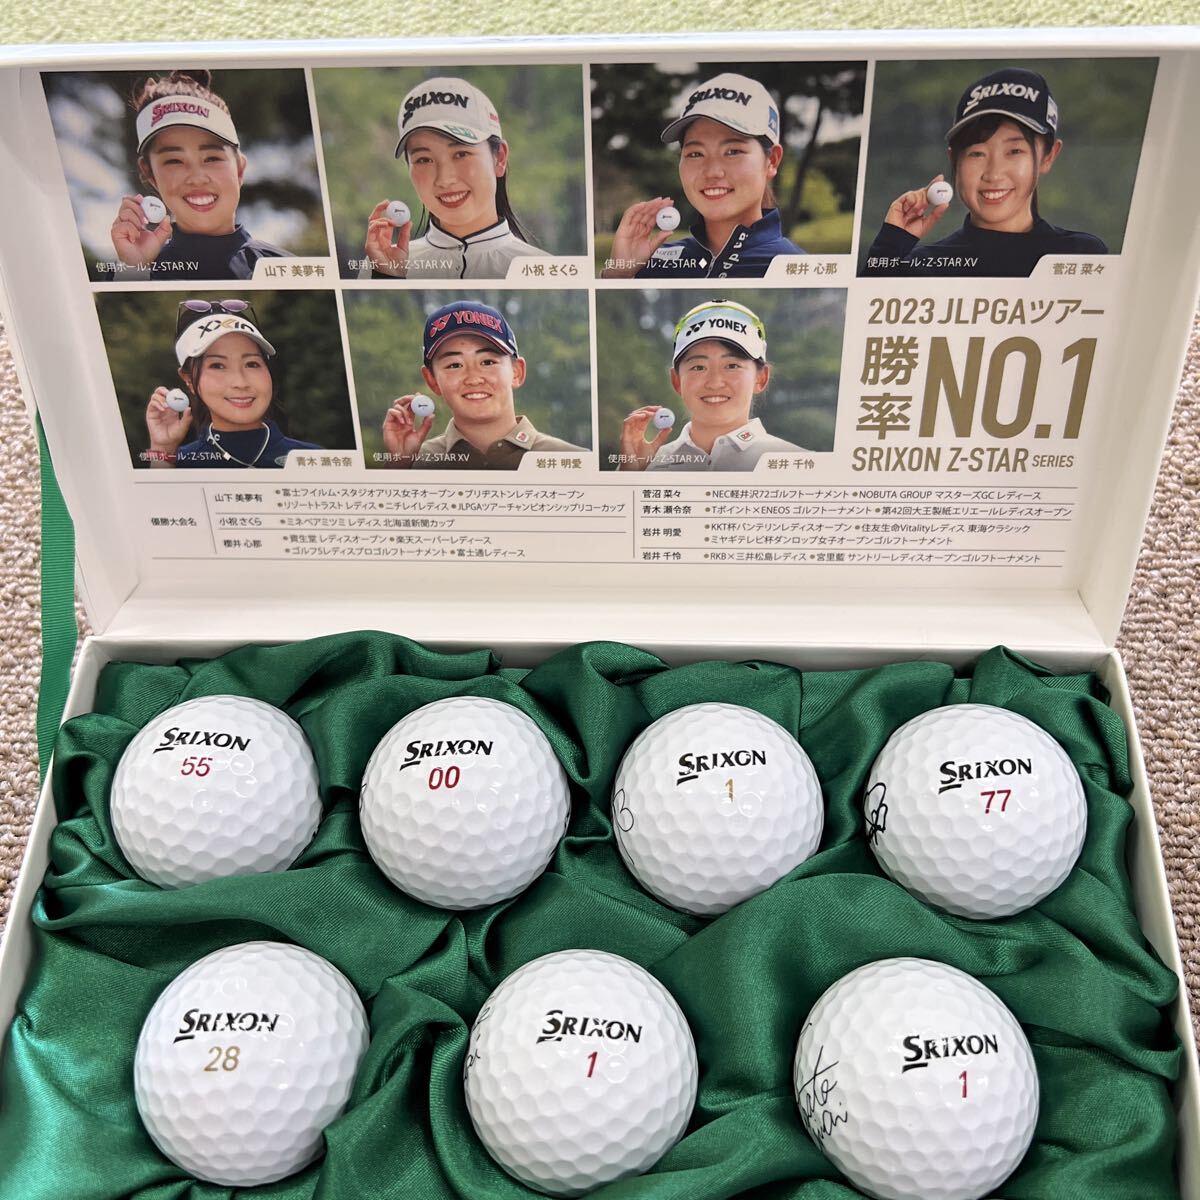 SRIXON
SRIXON
SRIXON
SRIXON
使用ボール：Z-STAR XV
山下 美夢有
使用ボール：Z-STAR XV
小祝 さくら
使用ボール：Z-STAR◆
櫻井 心那
使用ボール：Z-STAR XV
菅沼 菜々
XXIO
YONEX
YONEX
使用ボール：Z-STAR◆
青木 瀬令奈
使用ボール：Z-STAR XV
岩井 明愛
使用ボール：Z-STAR XV
岩井 千怜
2023 JLPGAツアー
勝率NO.1
SRIXON Z-STAR SERIES
優勝大会名
山下 美夢有
●富士フイルム・スタジオアリス女子オープン ●ブリヂストンレディスオープン
●リゾートトラスト レディス ●ニチレイレディス ●JLPGAツアーチャンピオンシップリコーカップ
小祝 さくら
●ミネベアミツミ レディス 北海道新聞カップ
櫻井 心那
●資生堂 レディスオープン ●楽天スーパーレディース
●ゴルフ5レディスプロゴルフトーナメント ●富士通レディース
菅沼 菜々
●NEC軽井沢72ゴルフトーナメント ●NOBUTA GROUP マスターズGC レディース
青木 瀬令奈
●Tポイント×ENEOS ゴルフトーナメント ●第42回大王製紙エリエールレディスオープン
岩井 明愛
●KKT杯バンテリンレディスオープン ●住友生命Vitalityレディス 東海クラシック
●ミヤギテレビ杯ダンロップ女子オープンゴルフトーナメント
岩井 千怜
●RKB×三井松島レディス ●宮里藍 サントリーレディスオープンゴルフトーナメント
SRIXON
55
SRIXON
00
SRIXON
1
SRIXON
77
SRIXON
28
SRIXON
1
SRIXON
1